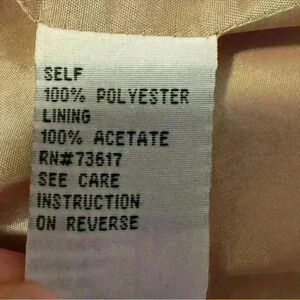 SELF
100% POLYESTER
LINING
100% ACETATE
RN#73617
SEE CARE
INSTRUCTION
ON REVERSE